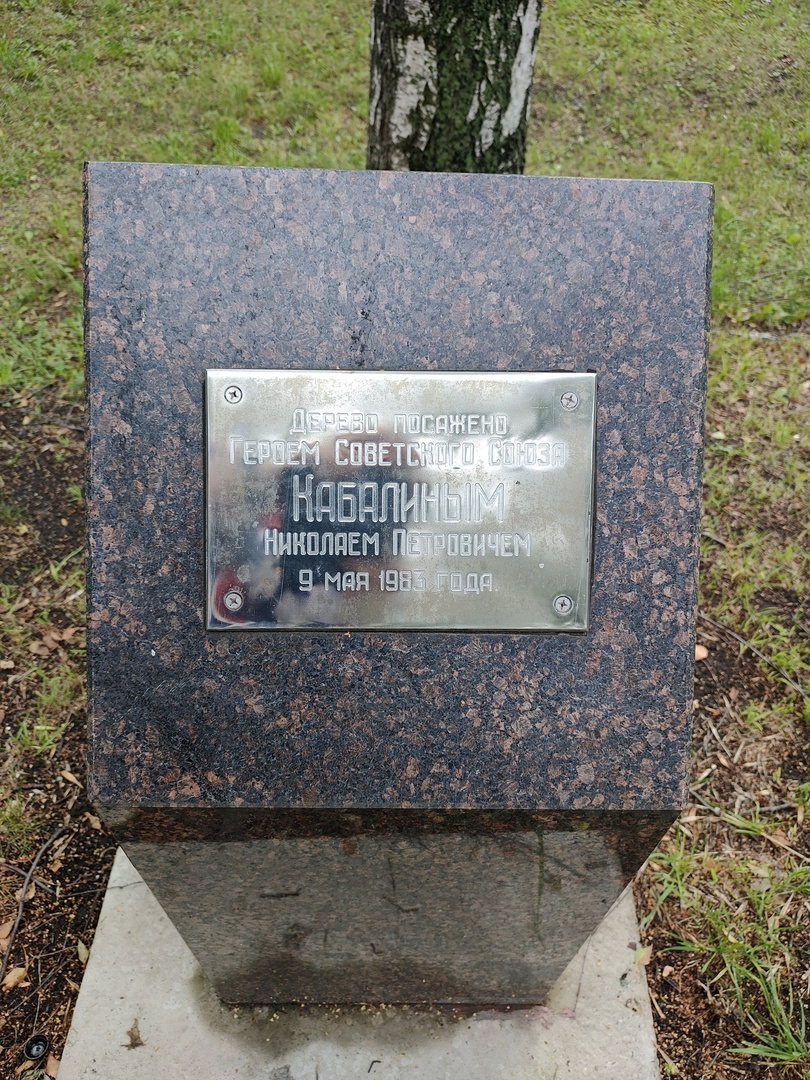 Дерево посажено
Героем Советского Союза
Кабалиным
Николаем Петровичем
9 мая 1983 года